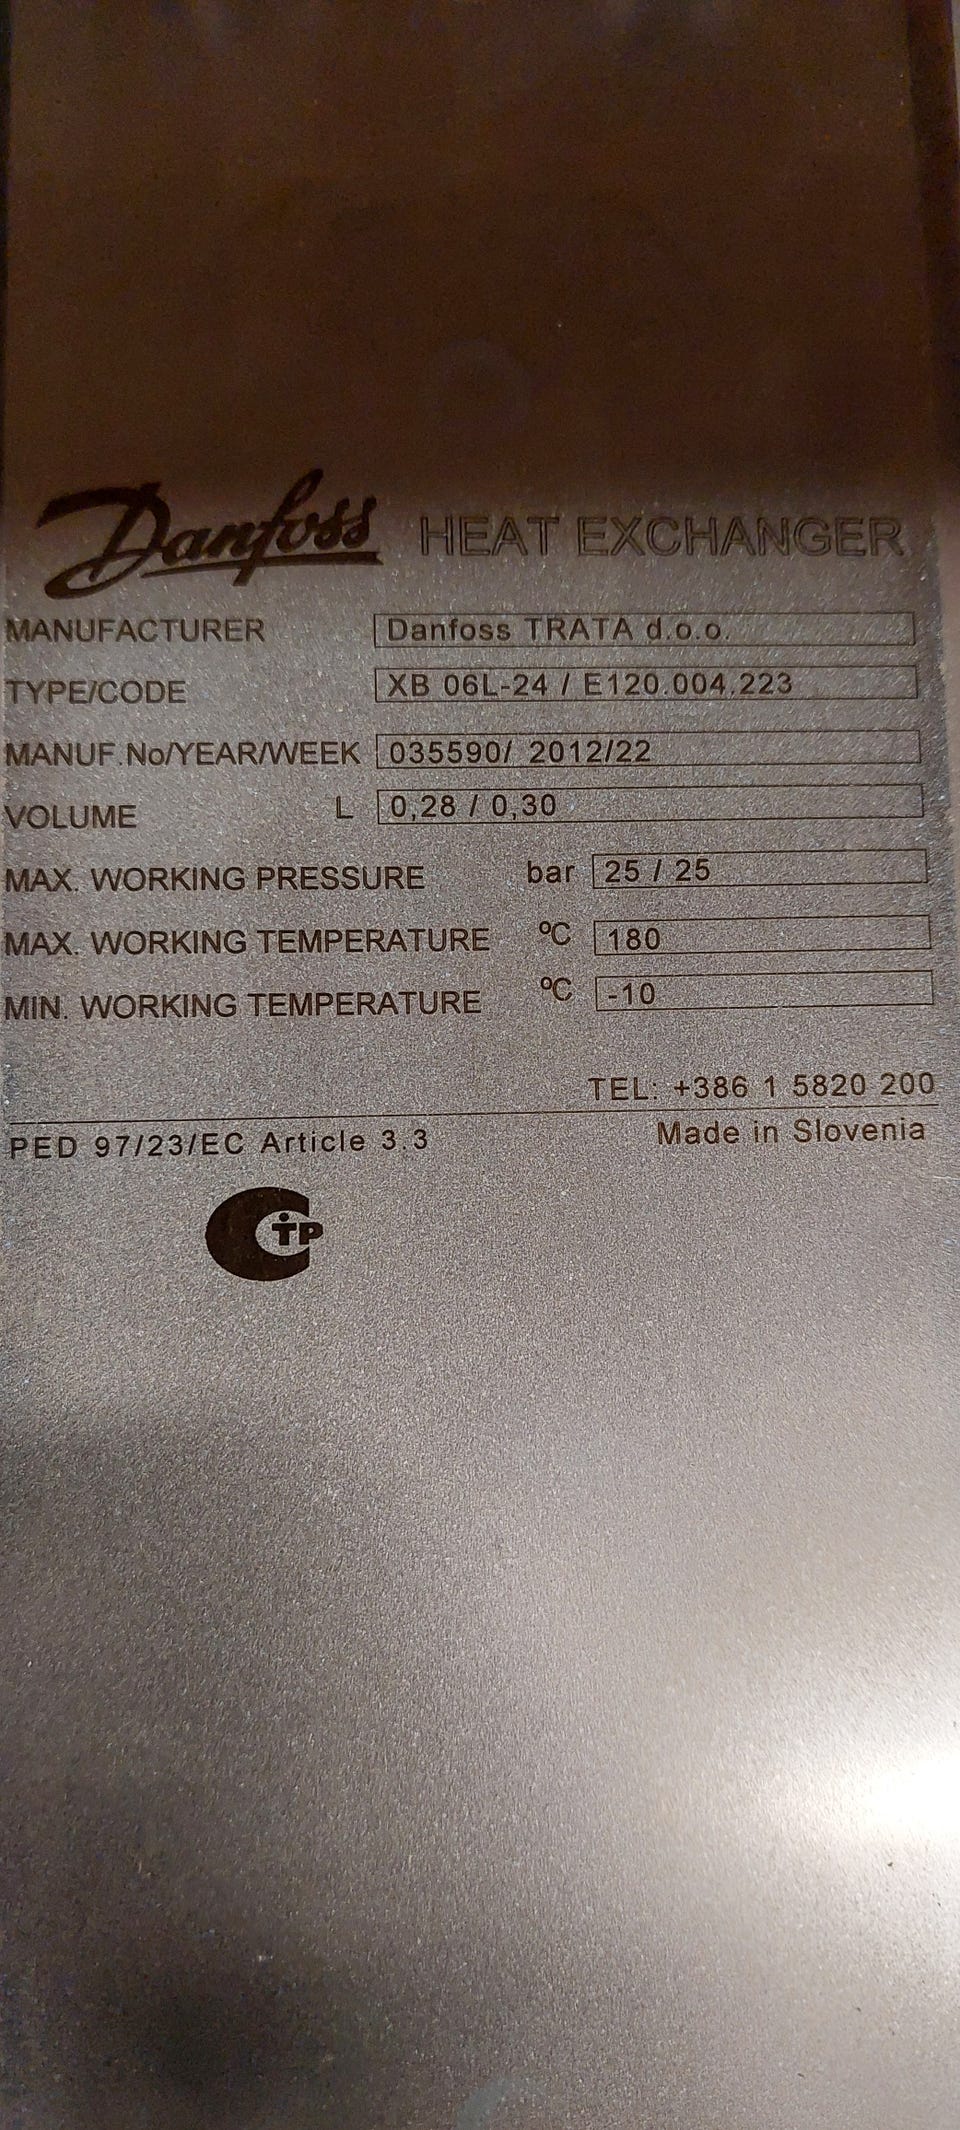 Danfoss HEAT EXCHANGER
MANUFACTURER Danfoss TRATA d.o.o.
TYPE/CODE XB 06L-24 / E120.004.223
MANUF.No/YEAR/WEEK 035590/ 2012/22
VOLUME L 0,28 / 0,30
MAX. WORKING PRESSURE bar 25 / 25
MAX. WORKING TEMPERATURE ºC 180
MIN. WORKING TEMPERATURE ºC -10
TEL: +386 1 5820 200
PED 97/23/EC Article 3.3 Made in Slovenia
СТР